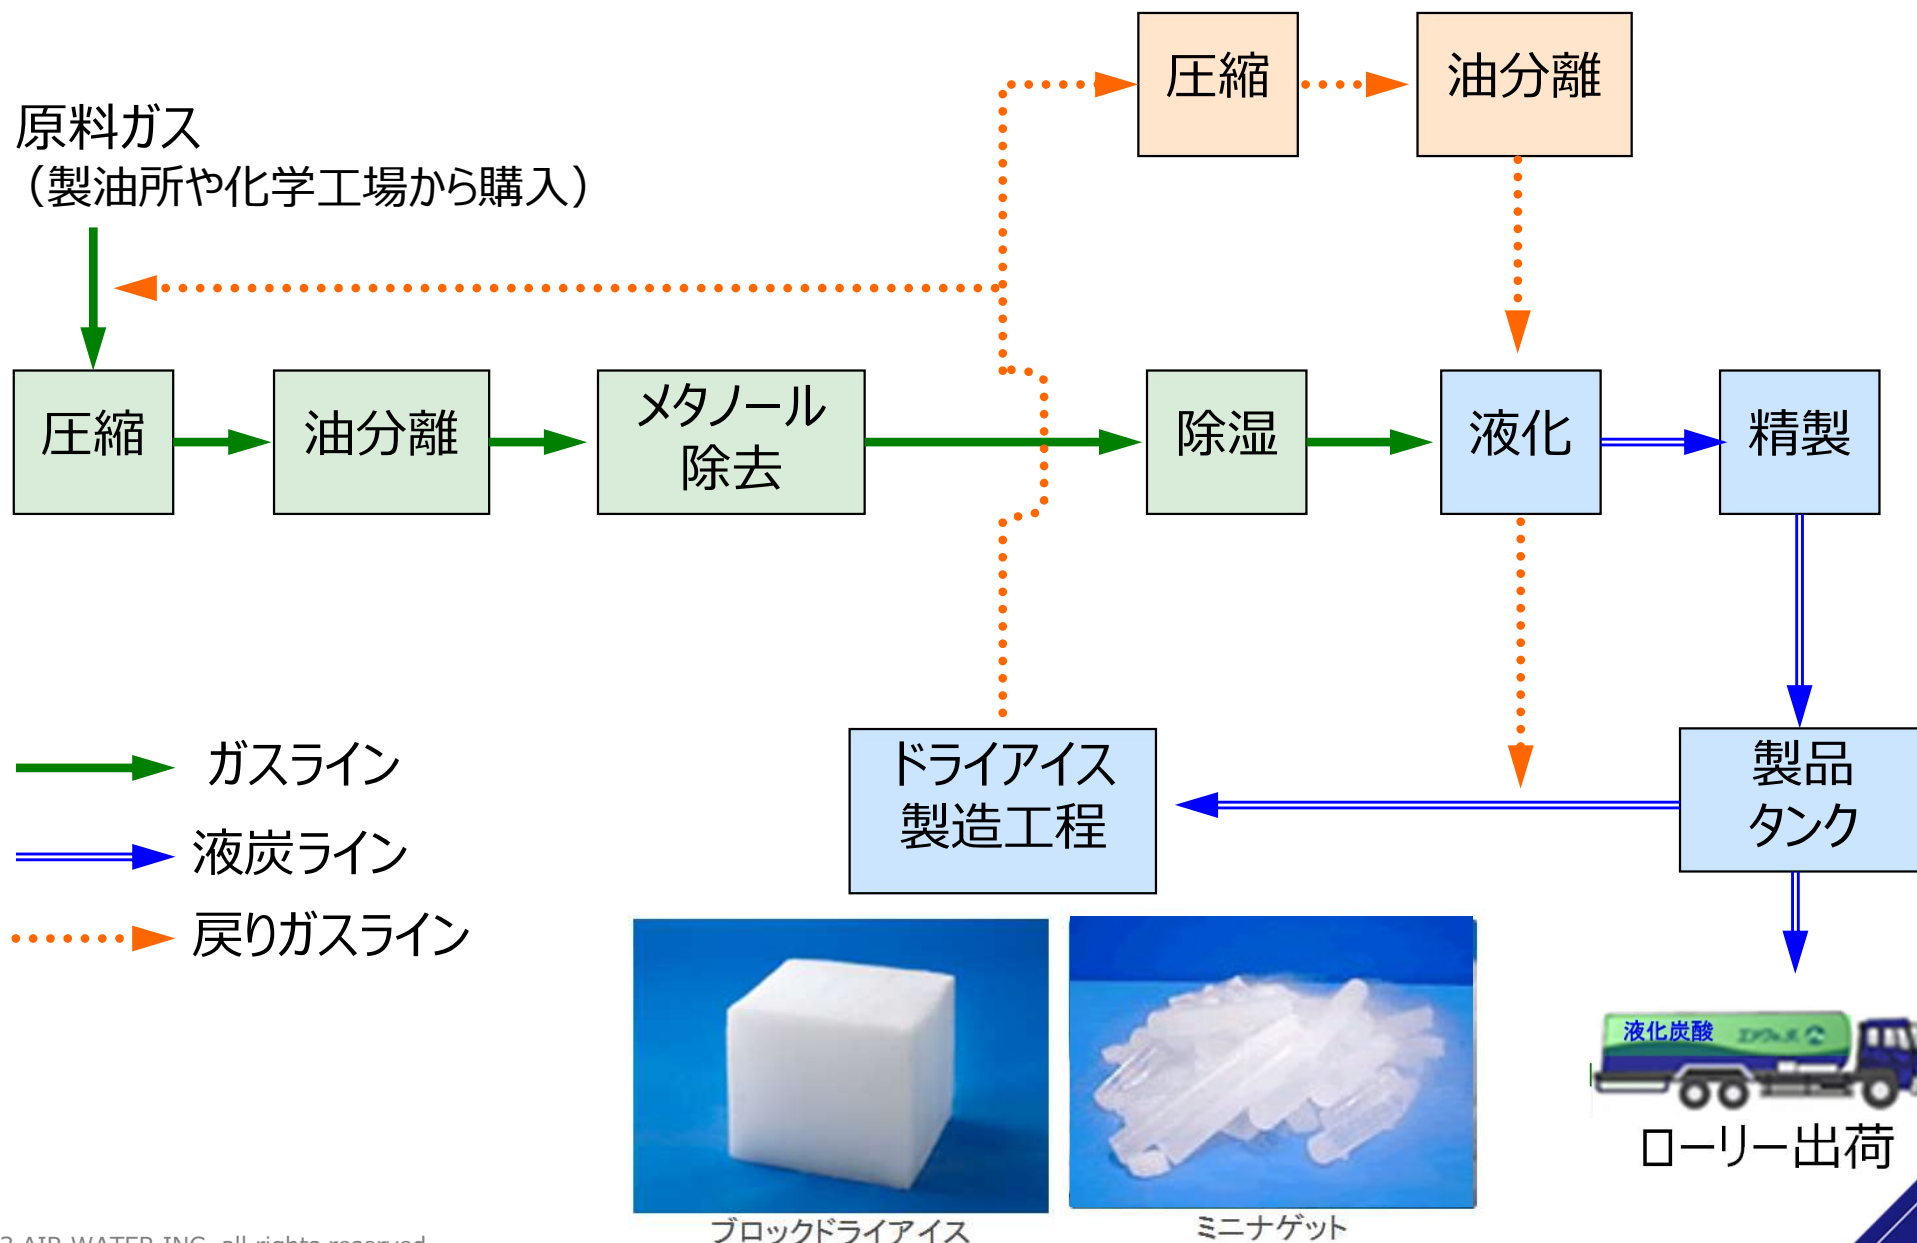 圧縮
油分離
原料ガス
（製油所や化学工場から購入）
圧縮
油分離
メタノール
除去
除湿
液化
精製
ドライアイス
製造工程
製品
タンク
ガスライン
液炭ライン
戻りガスライン
液化炭酸
ローリー出荷
ブロックドライアイス
ミニナゲット
AIR WATER INC. all rights reserved